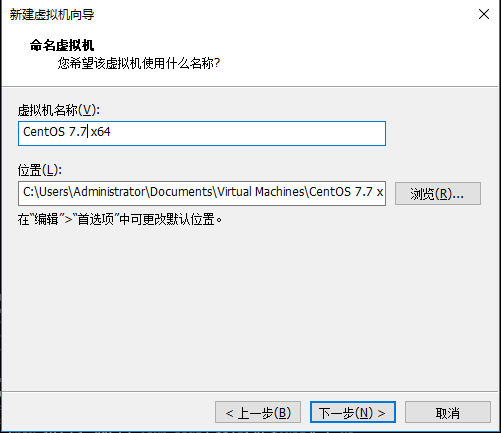 新建虚拟机向导
命名虚拟机
您希望该虚拟机使用什么名称?
虚拟机名称(V):
CentOS 7.7 x64
位置(L):
C:\Users\Administrator\Documents\Virtual Machines\CentOS 7.7 x
浏览(R)...
在“编辑”>“首选项”中可更改默认位置。
< 上一步(B)
下一步(N) >
取消